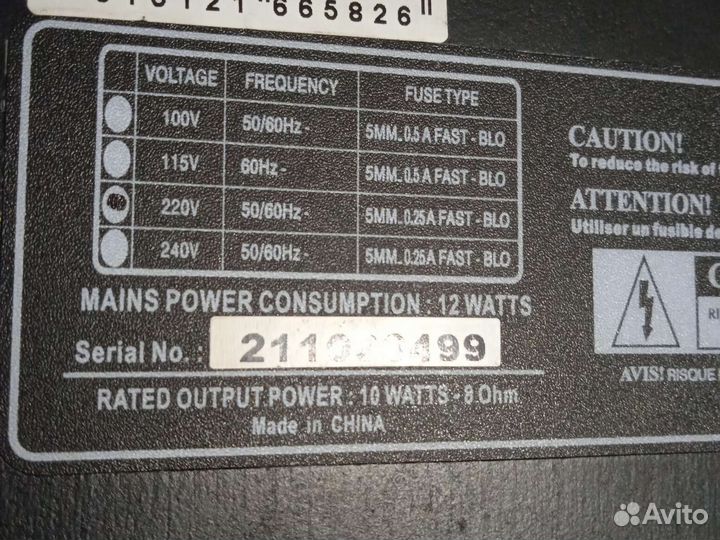 665826"
VOLTAGE FREQUENCY FUSE TYPE
100V 50/60Hz~ 5MM..0.5 A FAST - BLO
115V 60Hz~ 5MM..0.5 A FAST - BLO
220V 50/60Hz~ 5MM..0.25 A FAST - BLO
240V 50/60Hz~ 5MM..0.25 A FAST - BLO
MAINS POWER CONSUMPTION : 12 WATTS
Serial No. :
RATED OUTPUT POWER : 10 WATTS - 8 Ohm
Made in CHINA
CAUTION!
To reduce the risk of
ATTENTION!
Utiliser un fusible de
AVIS! RISQUE
Avito